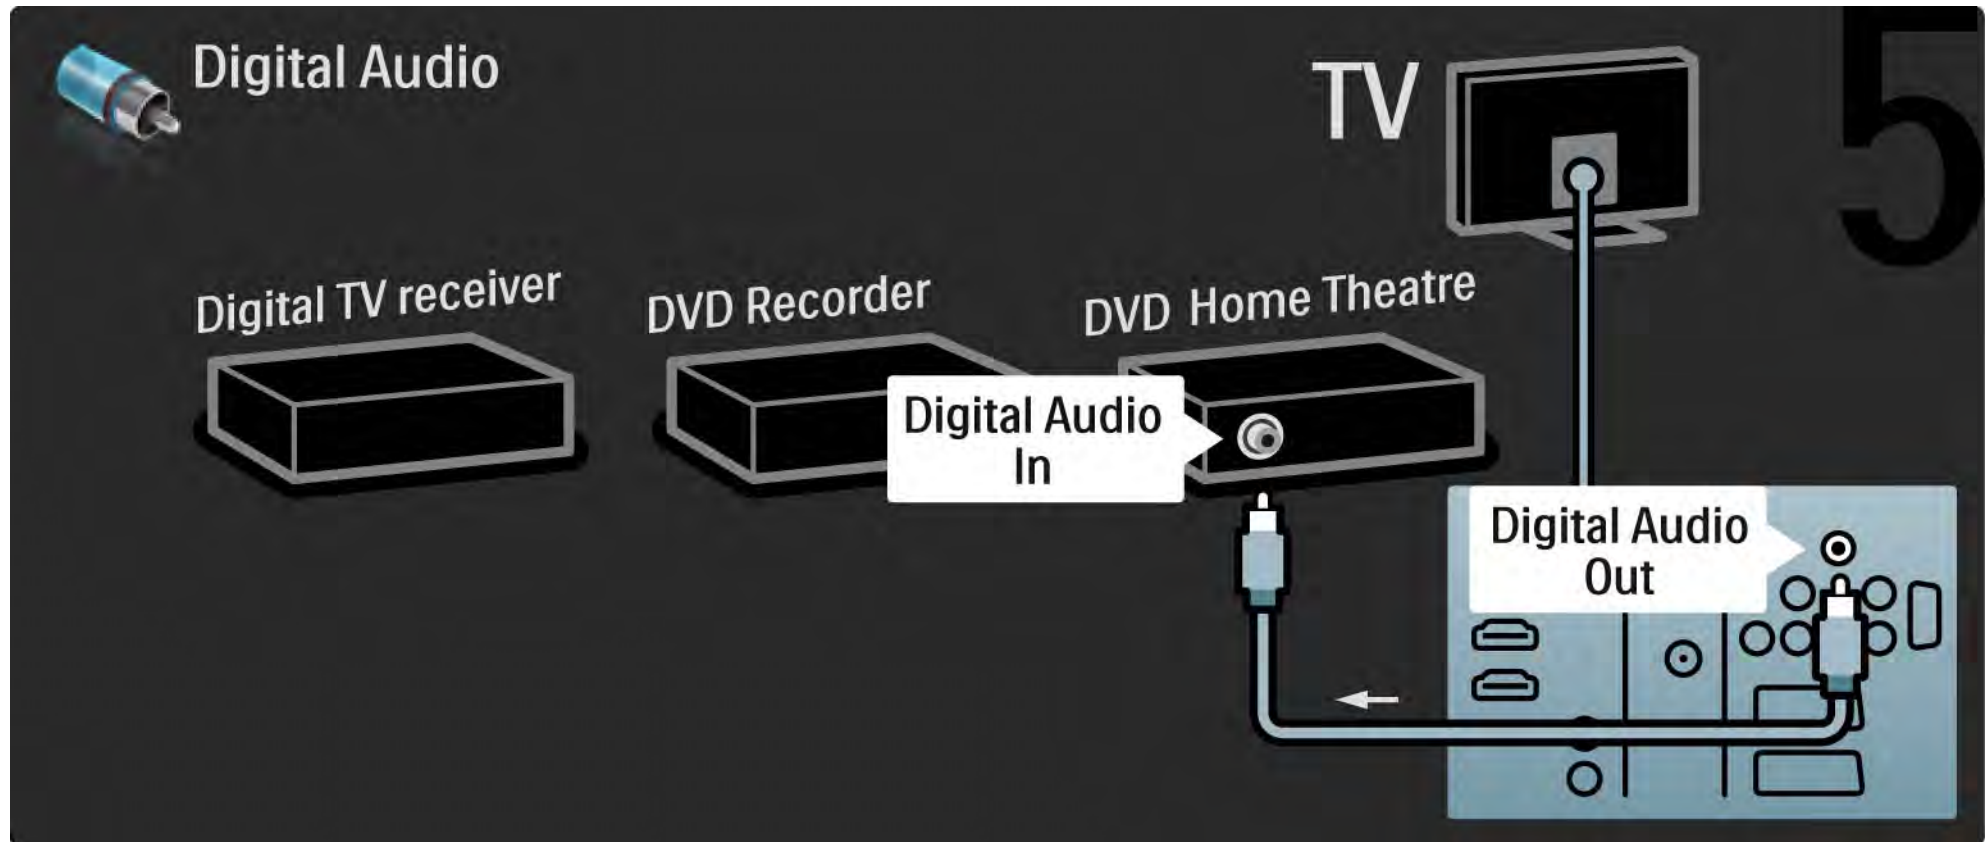 Digital Audio
TV
5
Digital TV receiver
DVD Recorder
DVD Home Theatre
Digital Audio
In
Digital Audio
Out